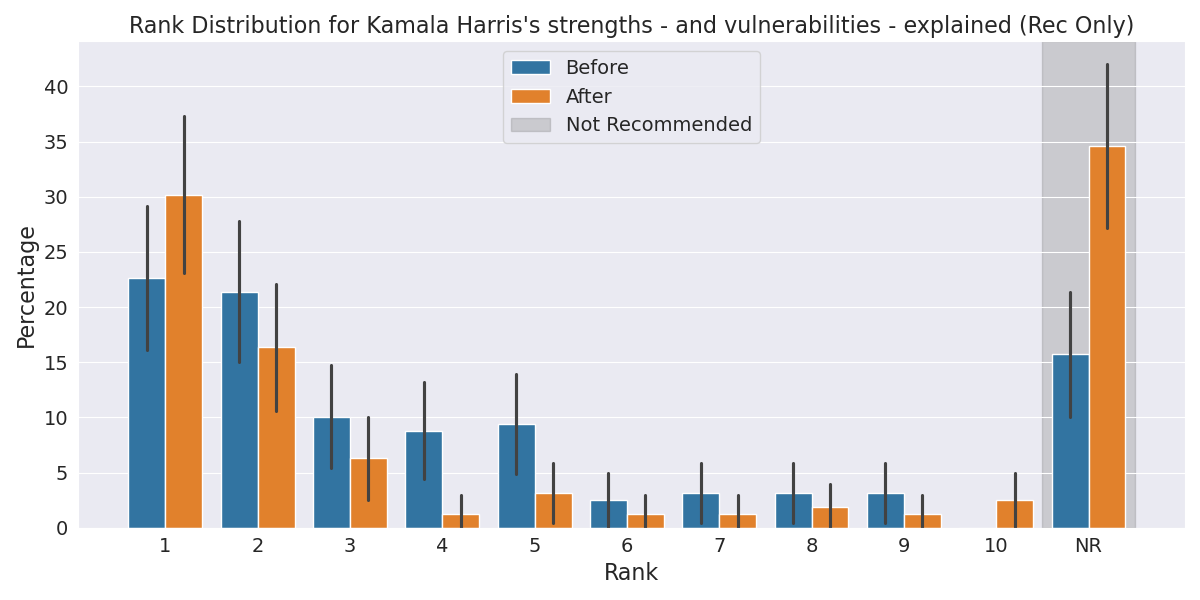 Rank Distribution for Kamala Harris's strengths - and vulnerabilities - explained (Rec Only)
Before
After
Not Recommended
Percentage
40
35
30
25
20
15
10
5
0
1 2 3 4 5 6 7 8 9 10 NR
Rank